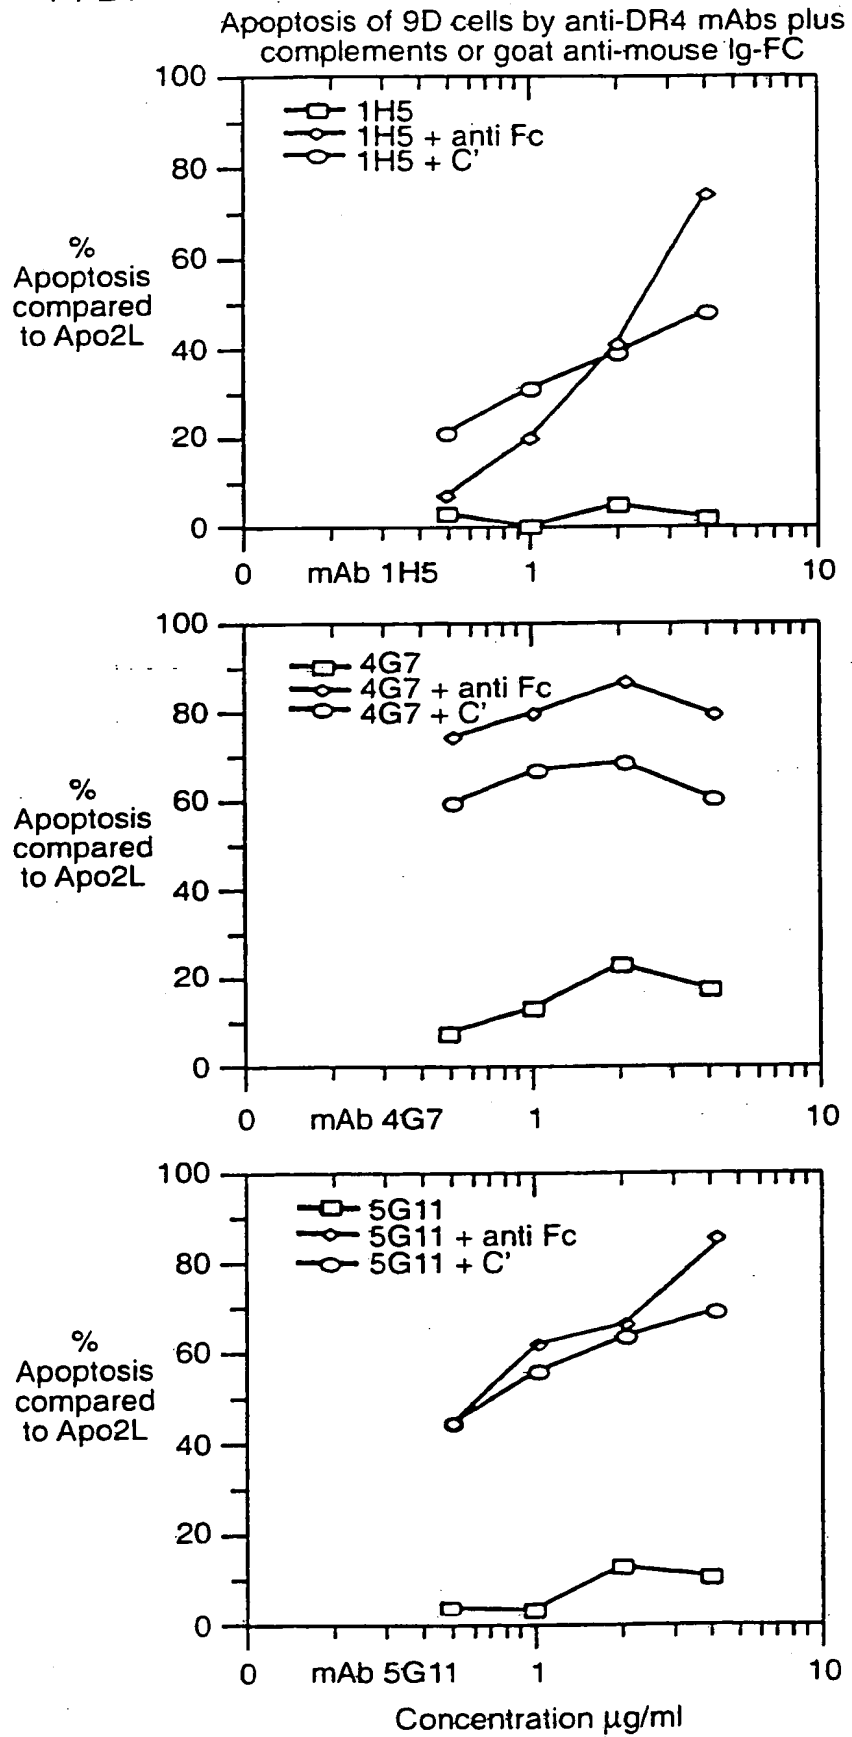 Apoptosis of 9D cells by anti-DR4 mAbs plus
complements or goat anti-mouse Ig-FC
100
80
60
40
20
0
%
Apoptosis
compared
to Apo2L
1H5
1H5 + anti Fc
1H5 + C'
0
mAb 1H5
1
10
100
80
60
40
20
0
%
Apoptosis
compared
to Apo2L
4G7
4G7 + anti Fc
4G7 + C'
0
mAb 4G7
1
10
100
80
60
40
20
0
%
Apoptosis
compared
to Apo2L
5G11
5G11 + anti Fc
5G11 + C'
0
mAb 5G11
1
10
Concentration µg/ml